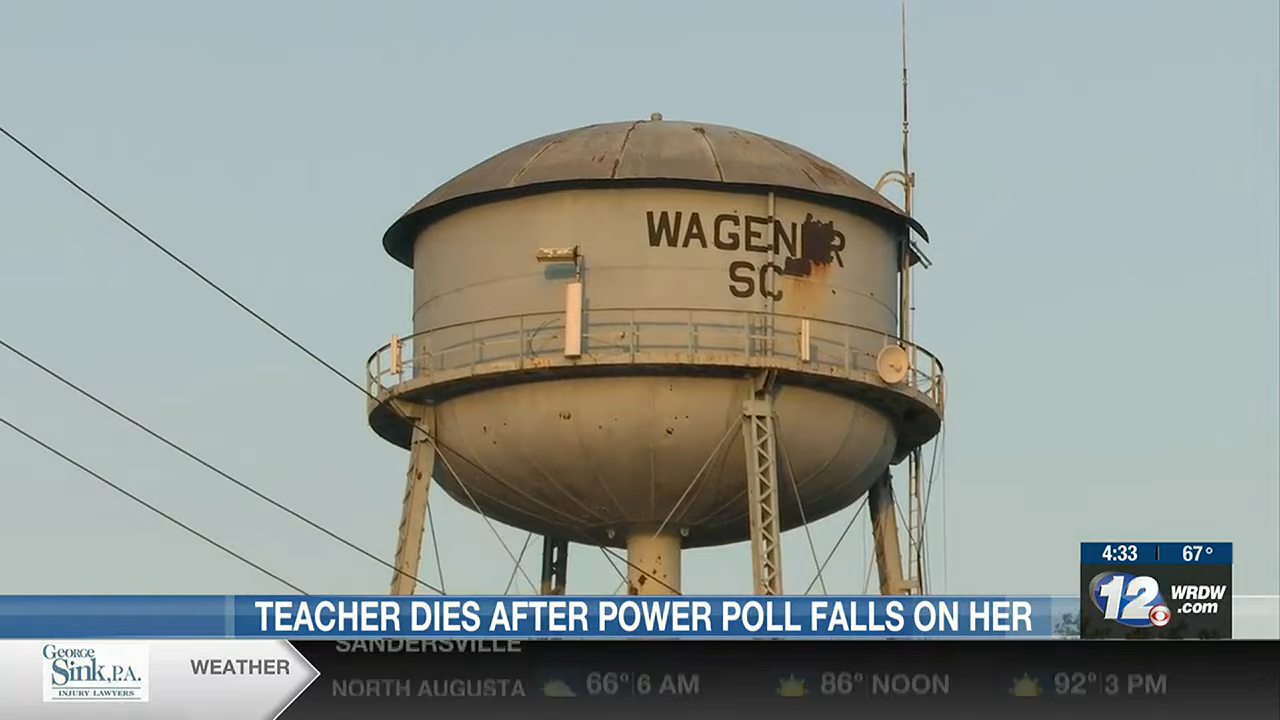 WAGENER
SC
4:33 | 67°
12 WRDW
.com
TEACHER DIES AFTER POWER POLL FALLS ON HER
George
Sink, P.A.
INJURY LAWYERS
WEATHER
SANDERSVILLE
NORTH AUGUSTA 66° 6 AM 86° NOON 92° 3 PM